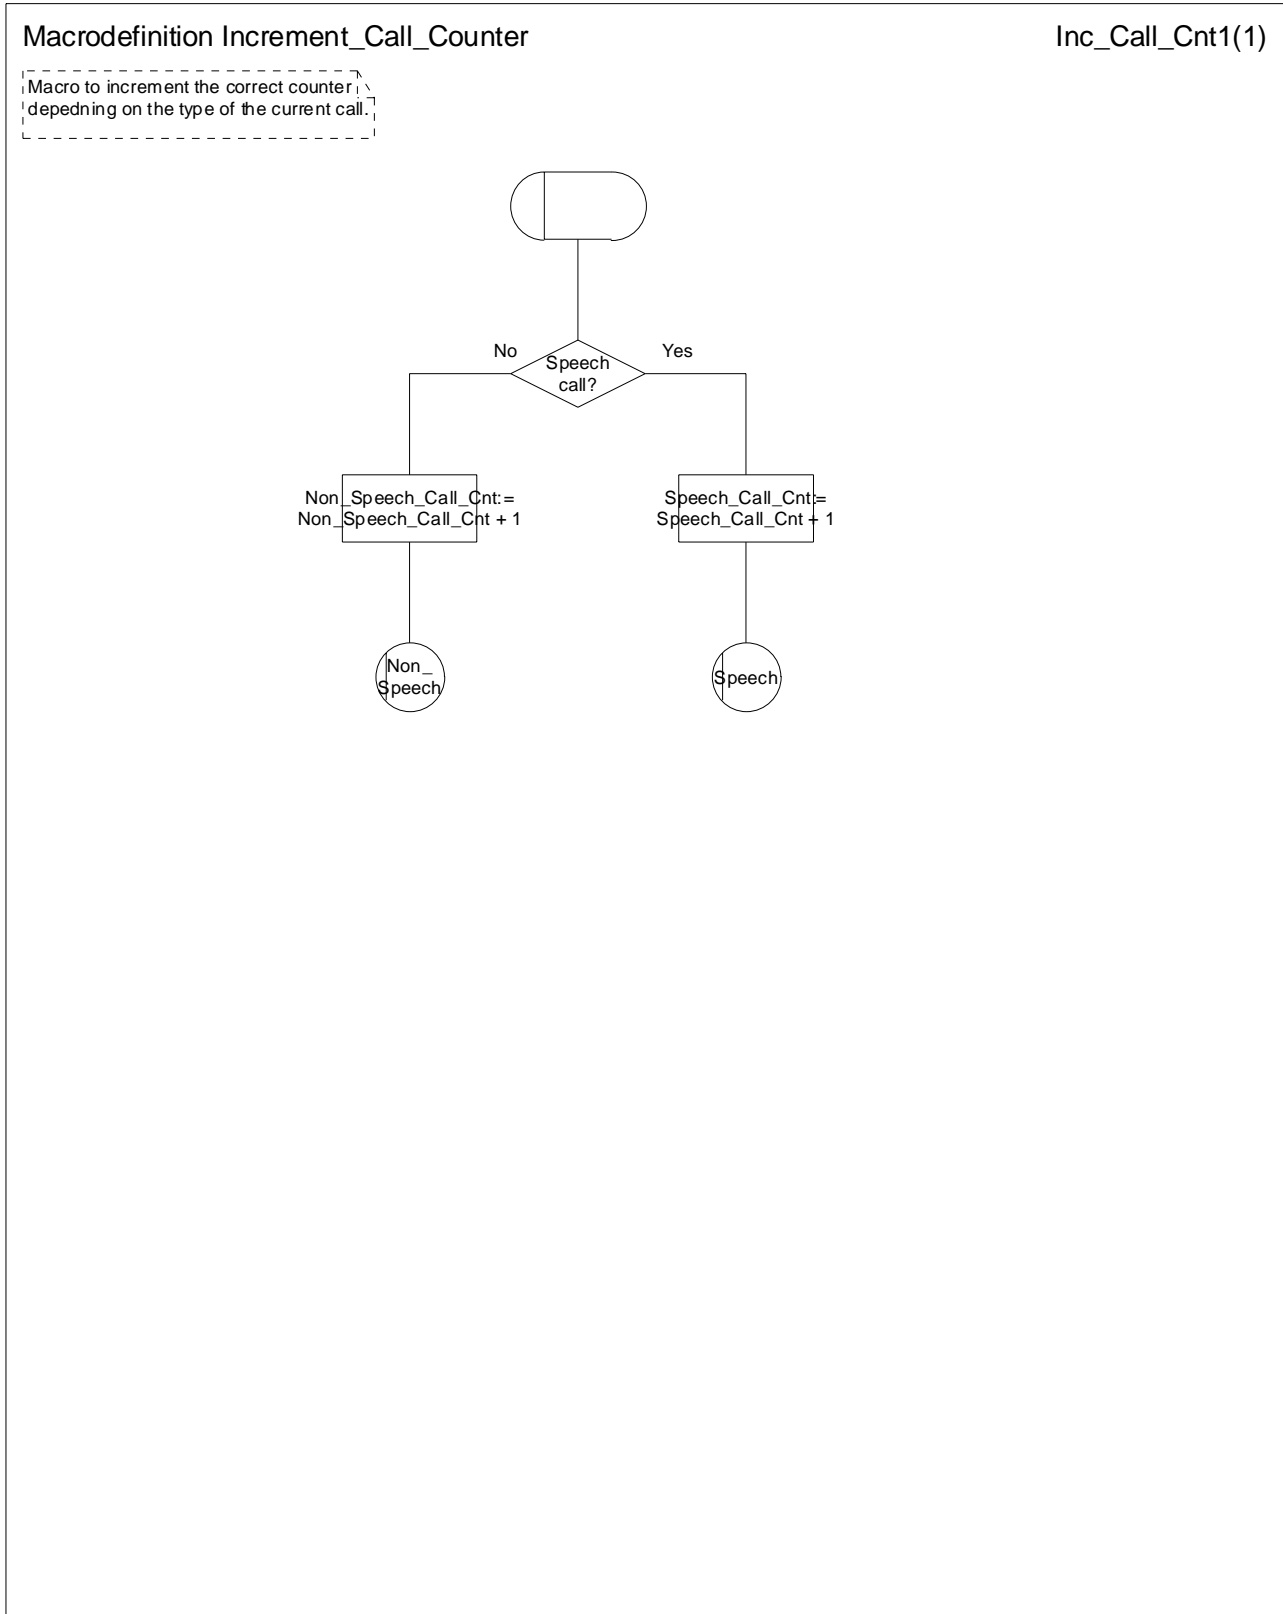 Macrodefinition Increment_Call_Counter
Inc_Call_Cnt1(1)
Macro to increment the correct counter
depedning on the type of the current call.
No
Yes
Speech
call?
Non_Speech_Call_Cnt:=
Non_Speech_Call_Cnt + 1
Speech_Call_Cnt:=
Speech_Call_Cnt + 1
Non_
Speech
Speech